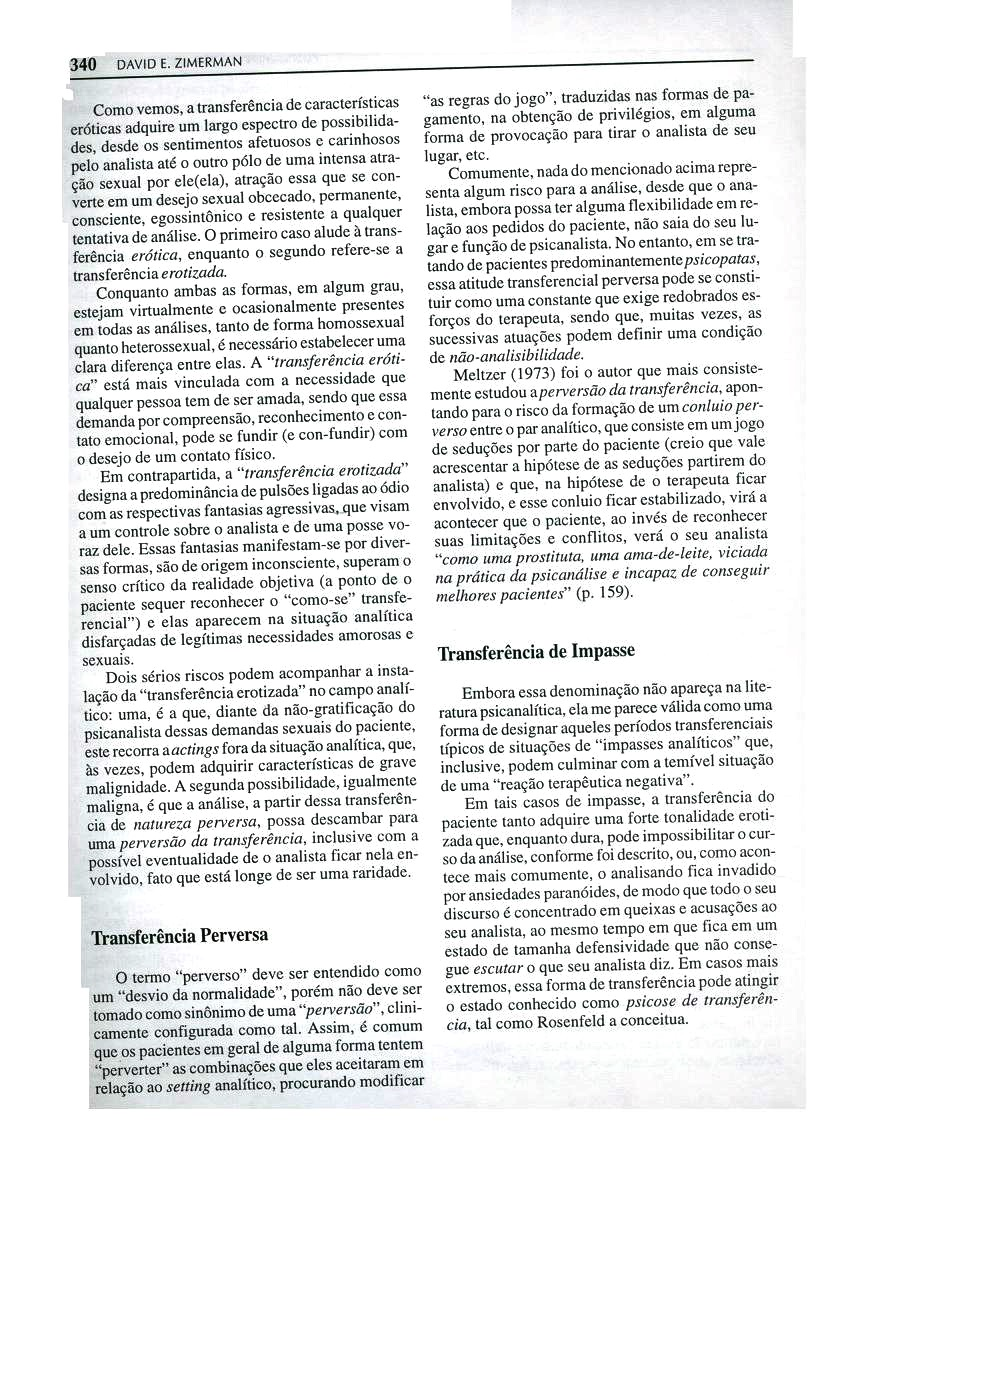 340 DAVID E. ZIMERMAN
Como vemos, a transferência de características
eróticas adquire um largo espectro de possibilida-
des, desde os sentimentos afetuosos e carinhosos
pelo analista até o outro pólo de uma intensa atra-
ção sexual por ele(ela), atração essa que se con-
verte em um desejo sexual obcecado, permanente,
consciente, egossintônico e resistente a qualquer
tentativa de análise. O primeiro caso alude à trans-
ferência erótica, enquanto o segundo refere-se a
transferência erotizada.
Conquanto ambas as formas, em algum grau,
estejam virtualmente e ocasionalmente presentes
em todas as análises, tanto de forma homossexual
quanto heterossexual, é necessário estabelecer uma
clara diferença entre elas. A “transferência eróti-
ca” está mais vinculada com a necessidade que
qualquer pessoa tem de ser amada, sendo que essa
demanda por compreensão, reconhecimento e con-
tato emocional, pode se fundir (e con-fundir) com
o desejo de um contato físico.
Em contrapartida, a “transferência erotizada”
designa a predominância de pulsões ligadas ao ódio
com as respectivas fantasias agressivas, que visam
a um controle sobre o analista e de uma posse vo-
raz dele. Essas fantasias manifestam-se por diver-
sas formas, são de origem inconsciente, superam o
senso crítico da realidade objetiva (a ponto de o
paciente sequer reconhecer o “como-se” transfe-
rencial”) e elas aparecem na situação analítica
disfarçadas de legítimas necessidades amorosas e
sexuais.
Dois sérios riscos podem acompanhar a insta-
lação da “transferência erotizada” no campo analí-
tico: uma, é a que, diante da não-gratificação do
psicanalista dessas demandas sexuais do paciente,
este recorra a actings fora da situação analítica, que,
às vezes, podem adquirir características de grave
malignidade. A segunda possibilidade, igualmente
maligna, é que a análise, a partir dessa transferên-
cia de natureza perversa, possa descambar para
uma perversão da transferência, inclusive com a
possível eventualidade de o analista ficar nela en-
volvido, fato que está longe de ser uma raridade.
Transferência Perversa
O termo “perverso” deve ser entendido como
um “desvio da normalidade”, porém não deve ser
tomado como sinônimo de uma “perversão”, clini-
camente configurada como tal. Assim, é comum
que os pacientes em geral de alguma forma tentem
“perverter” as combinações que eles aceitaram em
relação ao setting analítico, procurando modificar
“as regras do jogo”, traduzidas nas formas de pa-
gamento, na obtenção de privilégios, em alguma
forma de provocação para tirar o analista de seu
lugar, etc.
Comumente, nada do mencionado acima repre-
senta algum risco para a análise, desde que o ana-
lista, embora possa ter alguma flexibilidade em re-
lação aos pedidos do paciente, não saia do seu lu-
gar e função de psicanalista. No entanto, em se tra-
tando de pacientes predominantemente psicopatas,
essa atitude transferencial perversa pode se consti-
tuir como uma constante que exige redobrados es-
forços do terapeuta, sendo que, muitas vezes, as
sucessivas atuações podem definir uma condição
de não-analisibilidade.
Meltzer (1973) foi o autor que mais consiste-
mente estudou a perversão da transferência, apon-
tando para o risco da formação de um conluio per-
verso entre o par analítico, que consiste em um jogo
de seduções por parte do paciente (creio que vale
acrescentar a hipótese de as seduções partirem do
analista) e que, na hipótese de o terapeuta ficar
envolvido, e esse conluio ficar estabilizado, virá a
acontecer que o paciente, ao invés de reconhecer
suas limitações e conflitos, verá o seu analista
“como uma prostituta, uma ama-de-leite, viciada
na prática da psicanálise e incapaz de conseguir
melhores pacientes” (p. 159).
Transferência de Impasse
Embora essa denominação não apareça na lite-
ratura psicanalítica, ela me parece válida como uma
forma de designar aqueles períodos transferenciais
típicos de situações de “impasses analíticos” que,
inclusive, podem culminar com a temível situação
de uma “reação terapêutica negativa”.
Em tais casos de impasse, a transferência do
paciente tanto adquire uma forte tonalidade eroti-
zada que, enquanto dura, pode impossibilitar o cur-
so da análise, conforme foi descrito, ou, como acon-
tece mais comumente, o analisando fica invadido
por ansiedades paranóides, de modo que todo o seu
discurso é concentrado em queixas e acusações ao
seu analista, ao mesmo tempo em que fica em um
estado de tamanha defensividade que não conse-
gue escutar o que seu analista diz. Em casos mais
extremos, essa forma de transferência pode atingir
o estado conhecido como psicose de transferên-
cia, tal como Rosenfeld a conceitua.